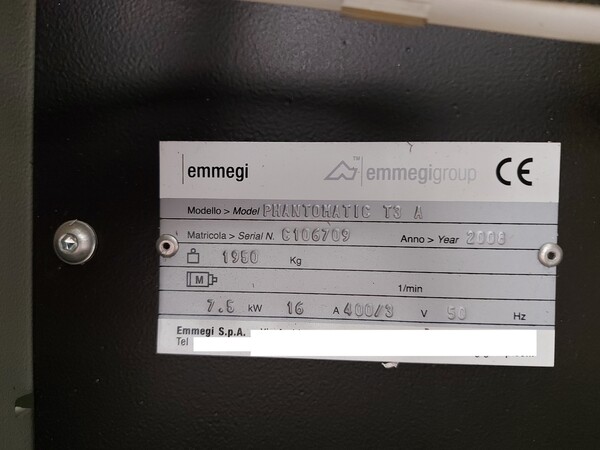 emmegi
™ emmegigroup CE
Modello > Model PHANTOMATIC T3 A
Matricola > Serial N. C106709 Anno > Year
1950 Kg
M 1/min
7.5 kW 16 A 400/3 V 50 Hz
Emmegi S.p.A.
Tel